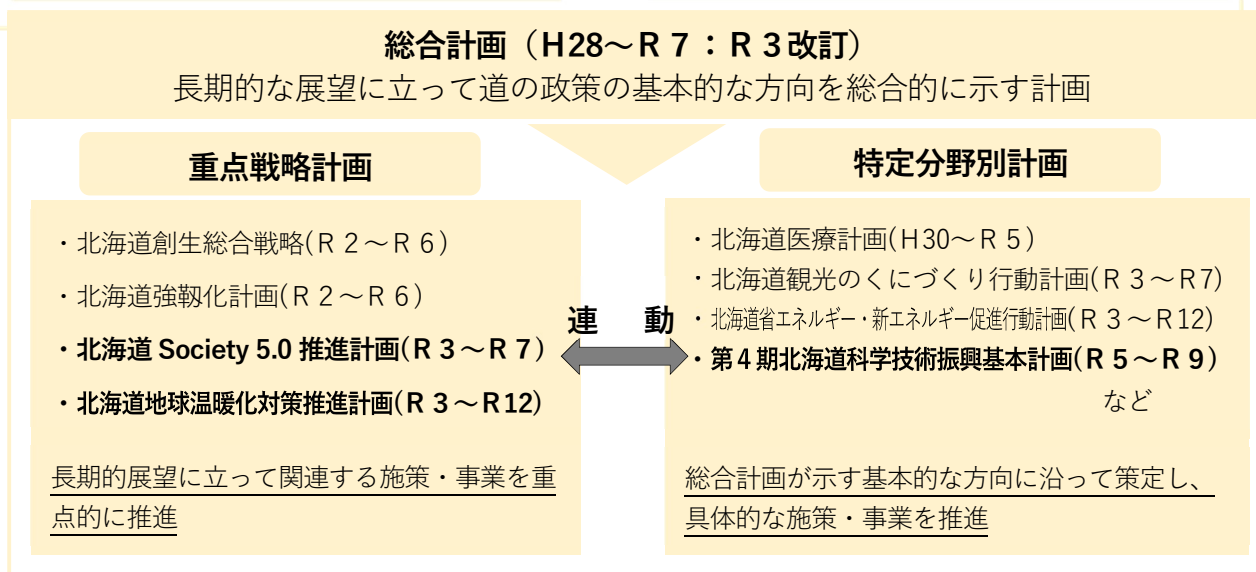 総合計画（H28～R７：R３改訂）
長期的な展望に立って道の政策の基本的な方向を総合的に示す計画
重点戦略計画
・北海道創生総合戦略(R２～R６)
・北海道強靱化計画(R２～R６)
・北海道 Society 5.0 推進計画(R３～R７)
・北海道地球温暖化対策推進計画(R３～R12)
長期的展望に立って関連する施策・事業を重
点的に推進
連　動
特定分野別計画
・北海道医療計画(H30～R５)
・北海道観光のくにづくり行動計画(R３～R7)
・北海道省エネルギー・新エネルギー促進行動計画(R３～R12)
・第４期北海道科学技術振興基本計画(R５～R９)
など
総合計画が示す基本的な方向に沿って策定し、
具体的な施策・事業を推進